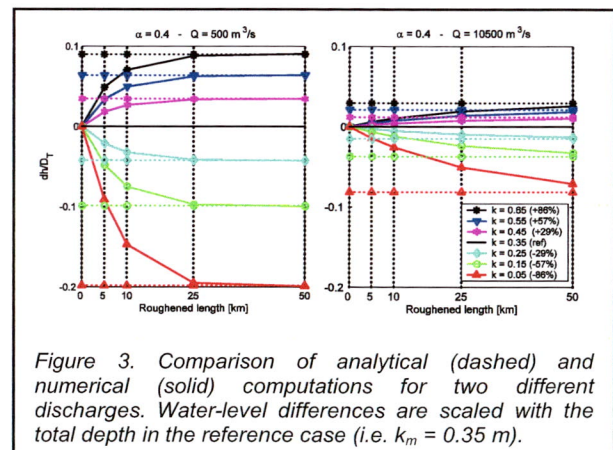 α = 0.4 - Q = 500 m³/s
α = 0.4 - Q = 10500 m³/s
dh/D_T
0.1
0
-0.1
-0.2
0 5 10 25 50
Roughened length [km]
0.1
0
-0.1
-0.2
0 5 10 25 50
Roughened length [km]
k = 0.65 (+86%)
k = 0.55 (+57%)
k = 0.45 (+29%)
k = 0.35 (ref)
k = 0.25 (-29%)
k = 0.15 (-57%)
k = 0.05 (-86%)
Figure 3. Comparison of analytical (dashed) and
numerical (solid) computations for two different
discharges. Water-level differences are scaled with the
total depth in the reference case (i.e. k_m = 0.35 m).